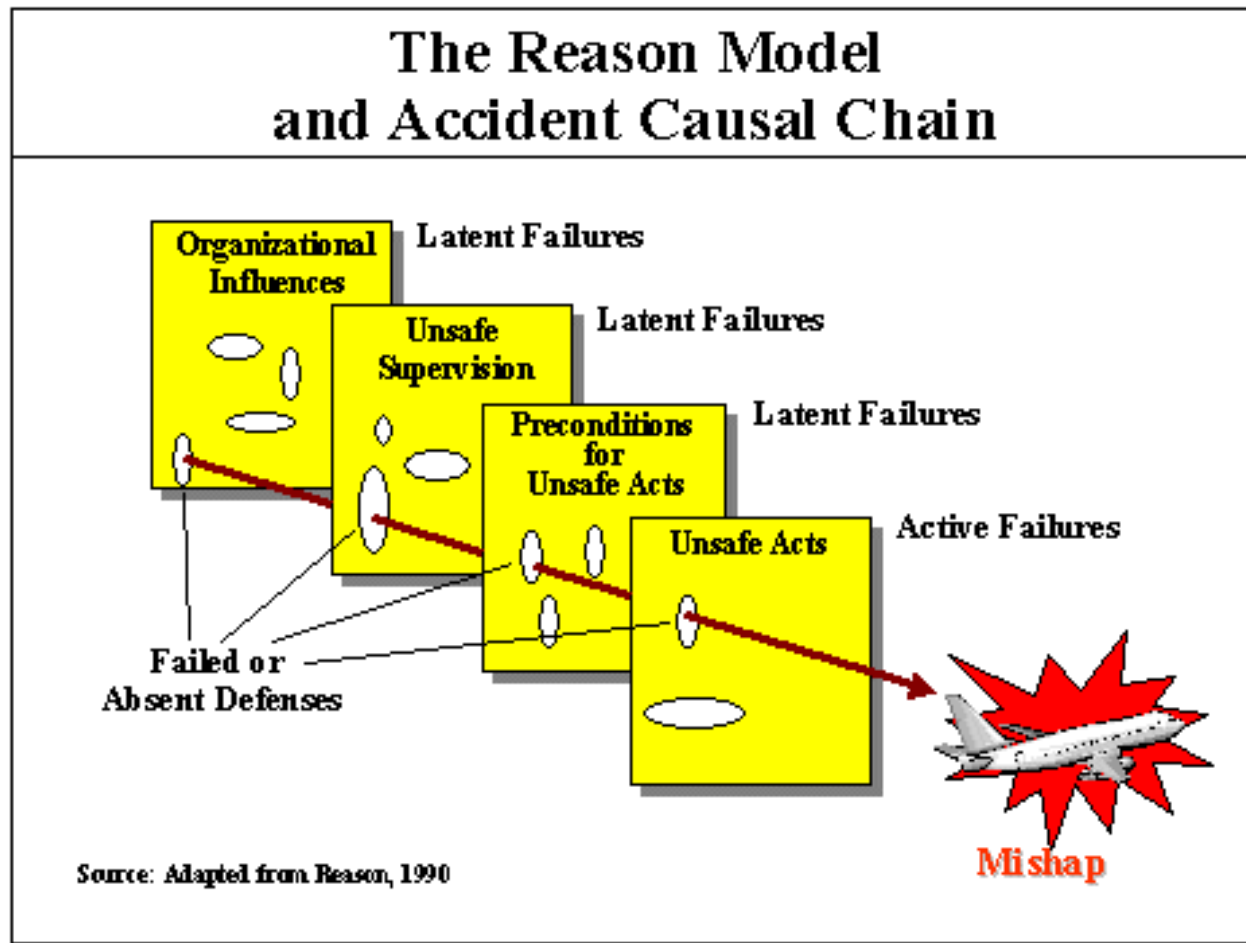 The Reason Model
and Accident Causal Chain
Organizational
Influences
Latent Failures
Unsafe
Supervision
Latent Failures
Preconditions
for
Unsafe Acts
Latent Failures
Unsafe Acts
Active Failures
Failed or
Absent Defenses
Mishap
Source: Adapted from Reason, 1990